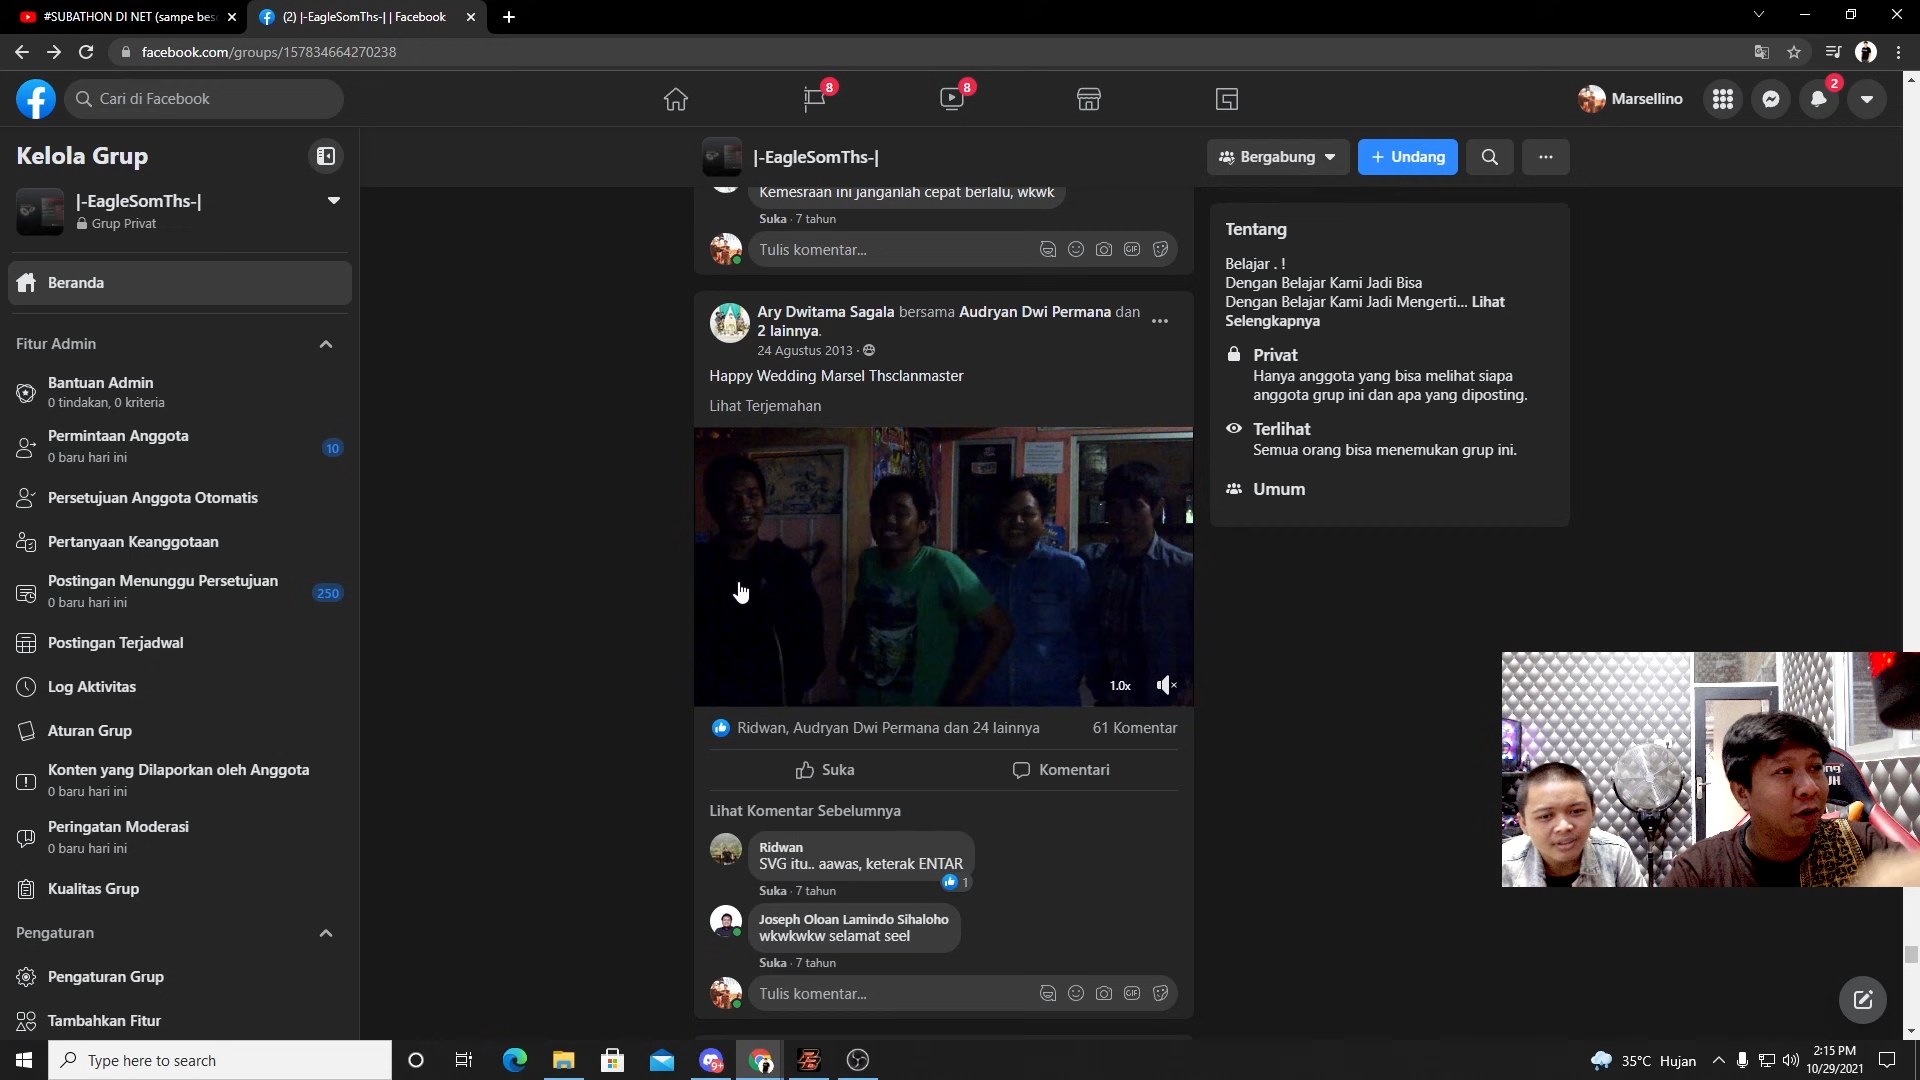 #SUBATHON DI NET (sampe bes
(2) |-EagleSomThs-| | Facebook
facebook.com/groups/157834664270238
Cari di Facebook
8
8
Marsellino
2
Kelola Grup
|-EagleSomThs-|
Grup Privat
Beranda
Fitur Admin
Bantuan Admin
0 tindakan, 0 kriteria
Permintaan Anggota
0 baru hari ini
10
Persetujuan Anggota Otomatis
Pertanyaan Keanggotaan
Postingan Menunggu Persetujuan
0 baru hari ini
250
Postingan Terjadwal
Log Aktivitas
Aturan Grup
Konten yang Dilaporkan oleh Anggota
0 baru hari ini
Peringatan Moderasi
0 baru hari ini
Kualitas Grup
Pengaturan
Pengaturan Grup
Tambahkan Fitur
|-EagleSomThs-|
Bergabung
+ Undang
Kemesraan ini janganlah cepat berlalu, wkwk
Suka · 7 tahun
Tulis komentar...
GIF
Ary Dwitama Sagala bersama Audryan Dwi Permana dan
2 lainnya.
24 Agustus 2013 ·
Happy Wedding Marsel Thsclanmaster
Lihat Terjemahan
1.0x
Ridwan, Audryan Dwi Permana dan 24 lainnya
61 Komentar
Suka
Komentari
Lihat Komentar Sebelumnya
Ridwan
SVG itu.. aawas, keterak ENTAR
1
Suka · 7 tahun
Joseph Oloan Lamindo Sihaloho
wkwkwkw selamat seel
Suka · 7 tahun
Tulis komentar...
GIF
Tentang
Belajar . !
Dengan Belajar Kami Jadi Bisa
Dengan Belajar Kami Jadi Mengerti... Lihat
Selengkapnya
Privat
Hanya anggota yang bisa melihat siapa
anggota grup ini dan apa yang diposting.
Terlihat
Semua orang bisa menemukan grup ini.
Umum
Type here to search
9+
35°C Hujan
2:15 PM
10/29/2021